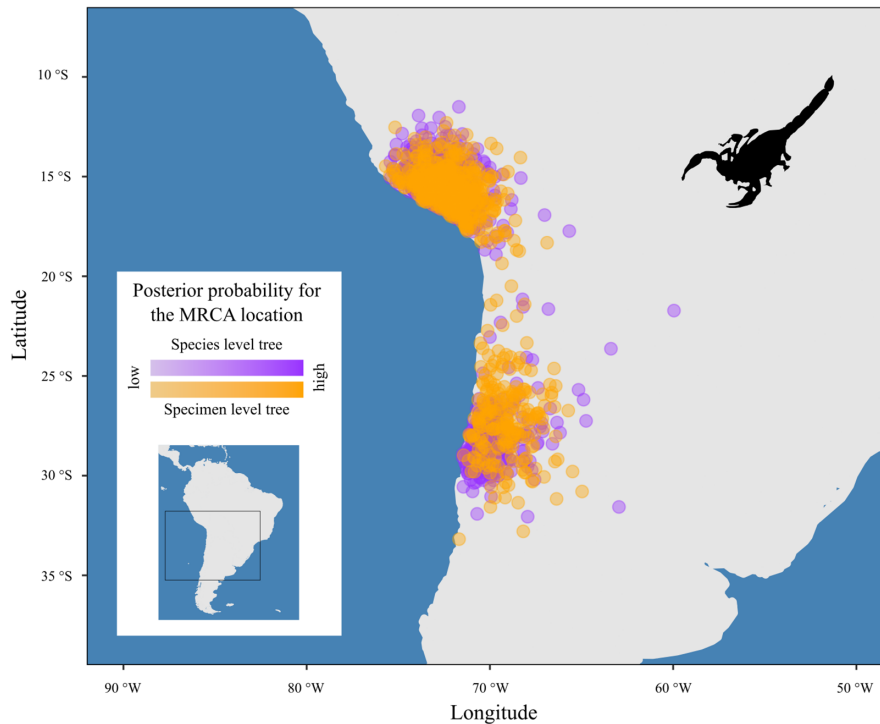 10 °S
15 °S
20 °S
25 °S
30 °S
35 °S
Latitude
Posterior probability for
the MRCA location
Species level tree
low
high
Specimen level tree
90 °W
80 °W
70 °W
60 °W
50 °W
Longitude